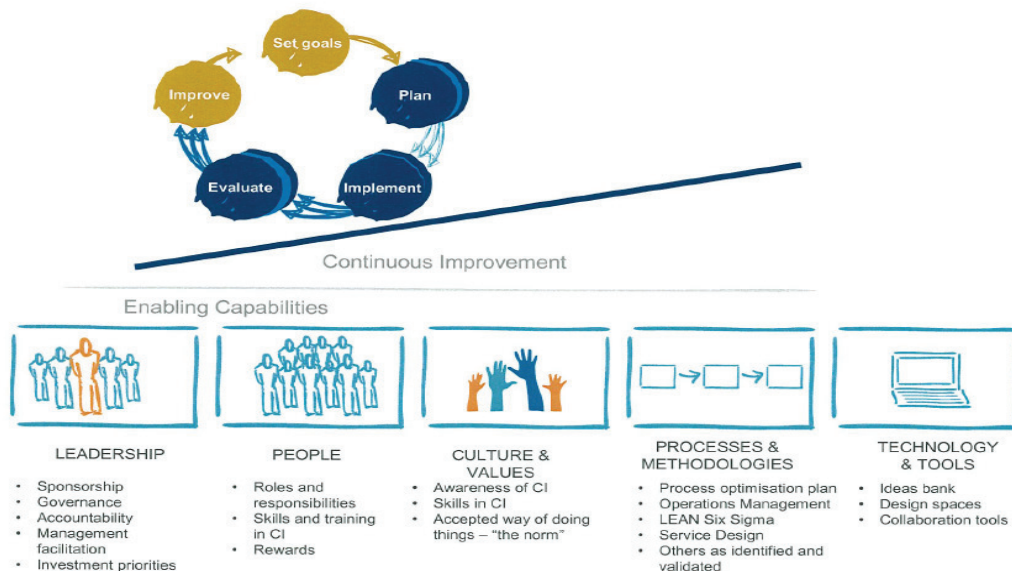 Set goals
Improve
Plan
Evaluate
Implement
Continuous Improvement
Enabling Capabilities
LEADERSHIP
• Sponsorship
• Governance
• Accountability
• Management
facilitation
• Investment priorities
PEOPLE
• Roles and
responsibilities
• Skills and training
in CI
• Rewards
CULTURE &
VALUES
• Awareness of CI
• Skills in CI
• Accepted way of doing
things – “the norm”
PROCESSES &
METHODOLOGIES
• Process optimisation plan
• Operations Management
• LEAN Six Sigma
• Service Design
• Others as identified and
validated
TECHNOLOGY
& TOOLS
• Ideas bank
• Design spaces
• Collaboration tools